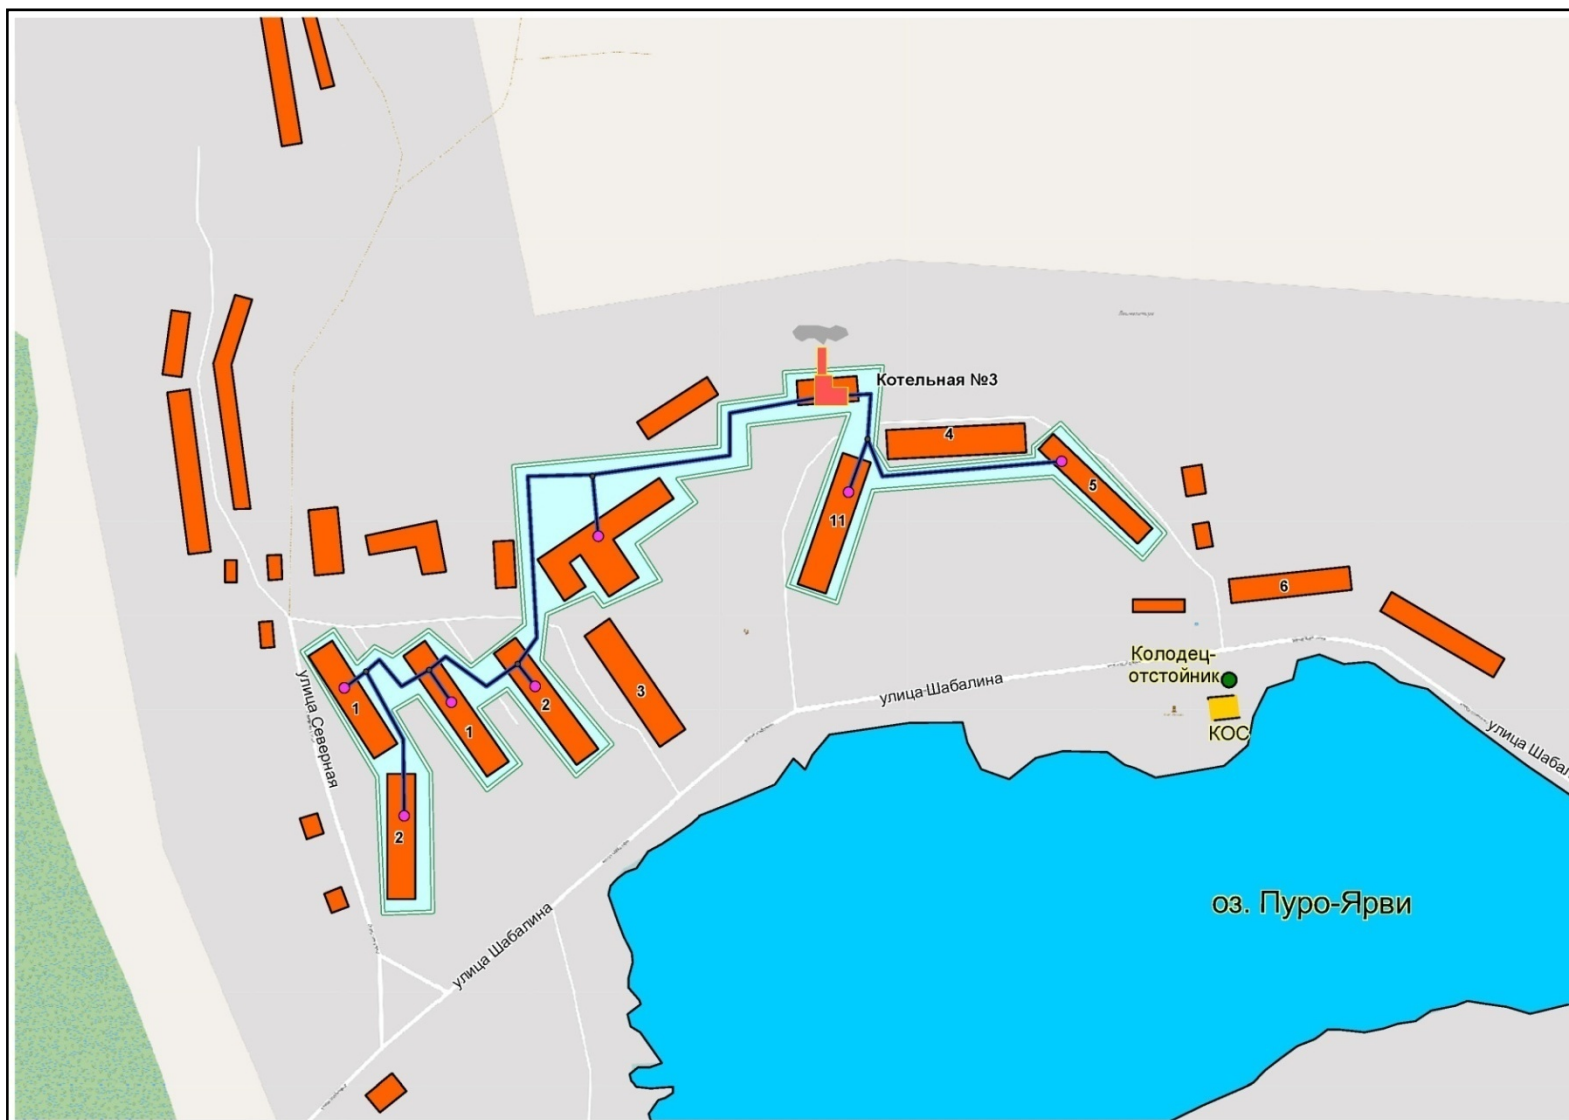 Котельная №3
4
5
11
6
3
2
1
1
2
улица Северная
Колодец-
отстойник
КОС
улица Шабалина
улица Шабал
улица Шабалина
оз. Пуро-Ярви